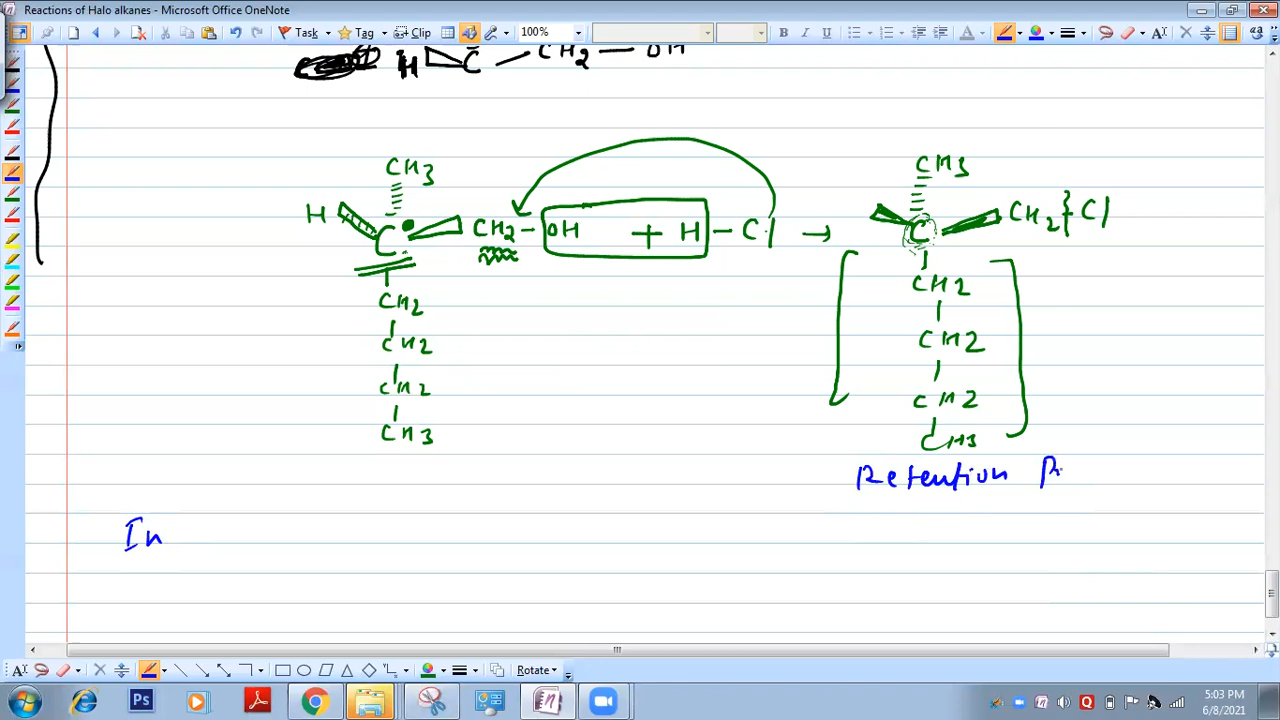 Reactions of Halo alkanes - Microsoft Office OneNote
Task Tag Clip 100% B I U
H C CH2 OH
CH3 CH3
H C CH2 - OH + H - Cl → C CH2 } Cl
CH2 CH2
CH2 CH2
CH2 CH2
CH3 CH3
Retention
In
Rotate
Ps
5:03 PM
6/8/2021